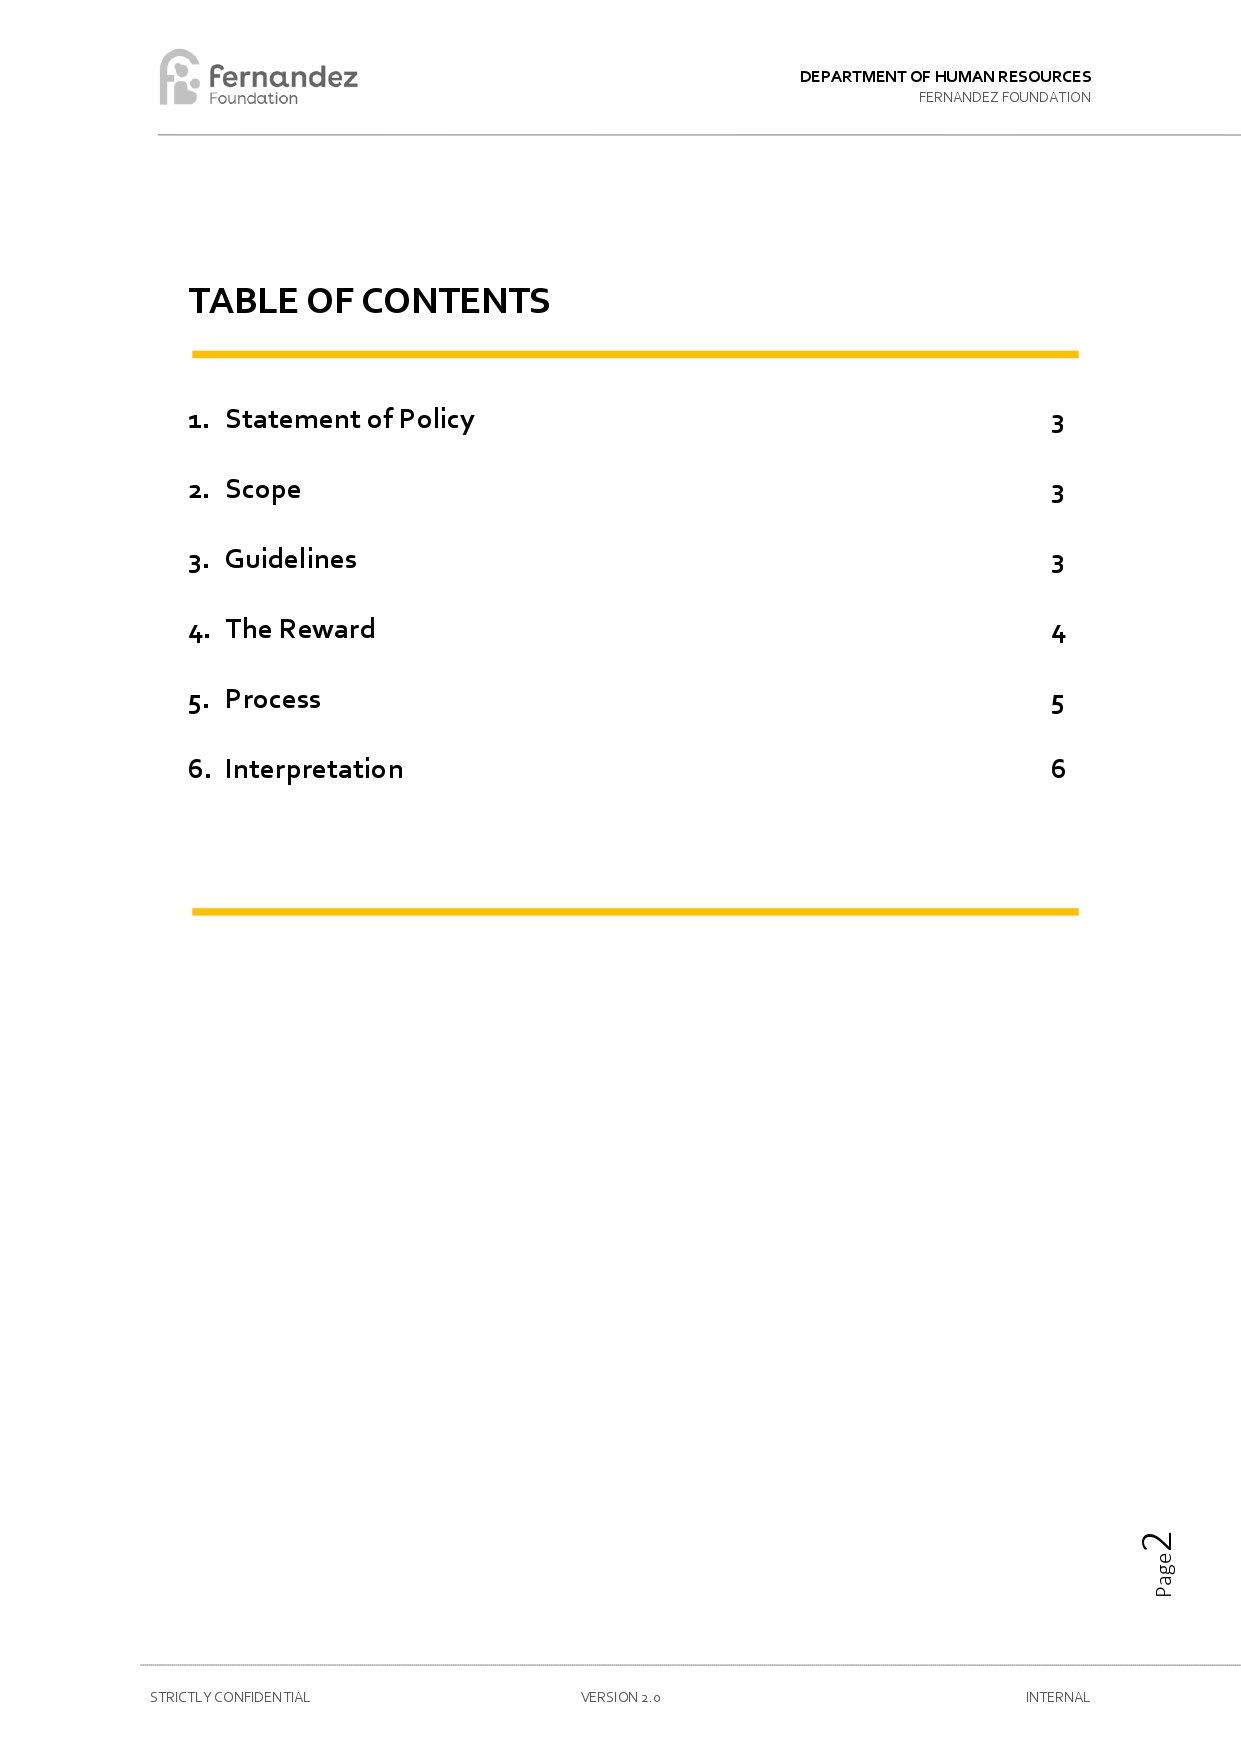 fernandez
Foundation
DEPARTMENT OF HUMAN RESOURCES
FERNANDEZ FOUNDATION
TABLE OF CONTENTS
1. Statement of Policy 3
2. Scope 3
3. Guidelines 3
4. The Reward 4
5. Process 5
6. Interpretation 6
Page 2
STRICTLY CONFIDENTIAL VERSION 2.0 INTERNAL